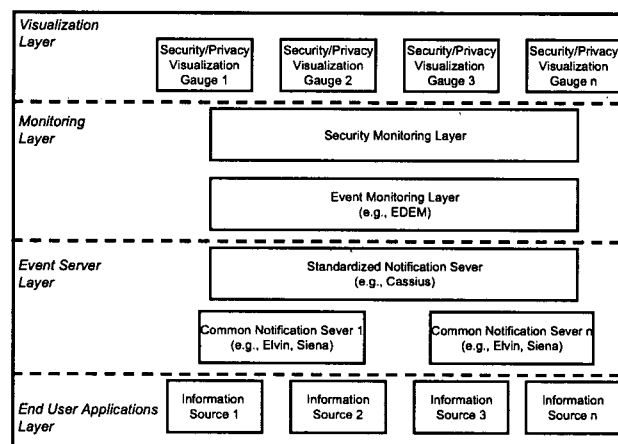 Visualization
Layer
Security/Privacy
Visualization
Gauge 1
Security/Privacy
Visualization
Gauge 2
Security/Privacy
Visualization
Gauge 3
Security/Privacy
Visualization
Gauge n
Monitoring
Layer
Security Monitoring Layer
Event Monitoring Layer
(e.g., EDEM)
Event Server
Layer
Standardized Notification Sever
(e.g., Cassius)
Common Notification Sever 1
(e.g., Elvin, Siena)
Common Notification Sever n
(e.g., Elvin, Siena)
End User Applications
Layer
Information
Source 1
Information
Source 2
Information
Source 3
Information
Source n